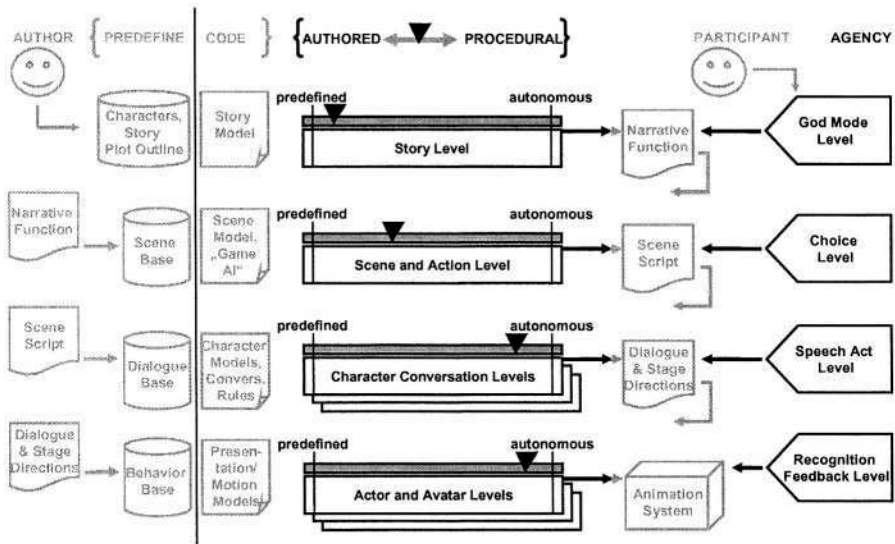 AUTHOR { PREDEFINE CODE } { AUTHORED PROCEDURAL } PARTICIPANT AGENCY
predefined autonomous
Characters,
Story
Plot Outline
Story
Model
Story Level
Narrative
Function
God Mode
Level
Narrative
Function
Scene
Base
Scene
Model,
„Game
AI“
predefined autonomous
Scene and Action Level
Scene
Script
Choice
Level
Scene
Script
Dialogue
Base
Character
Models,
Convers.
Rules
predefined autonomous
Character Conversation Levels
Dialogue
& Stage
Directions
Speech Act
Level
Dialogue
& Stage
Directions
Behavior
Base
Presen-
tation/
Motion
Models
predefined autonomous
Actor and Avatar Levels
Animation
System
Recognition
Feedback Level